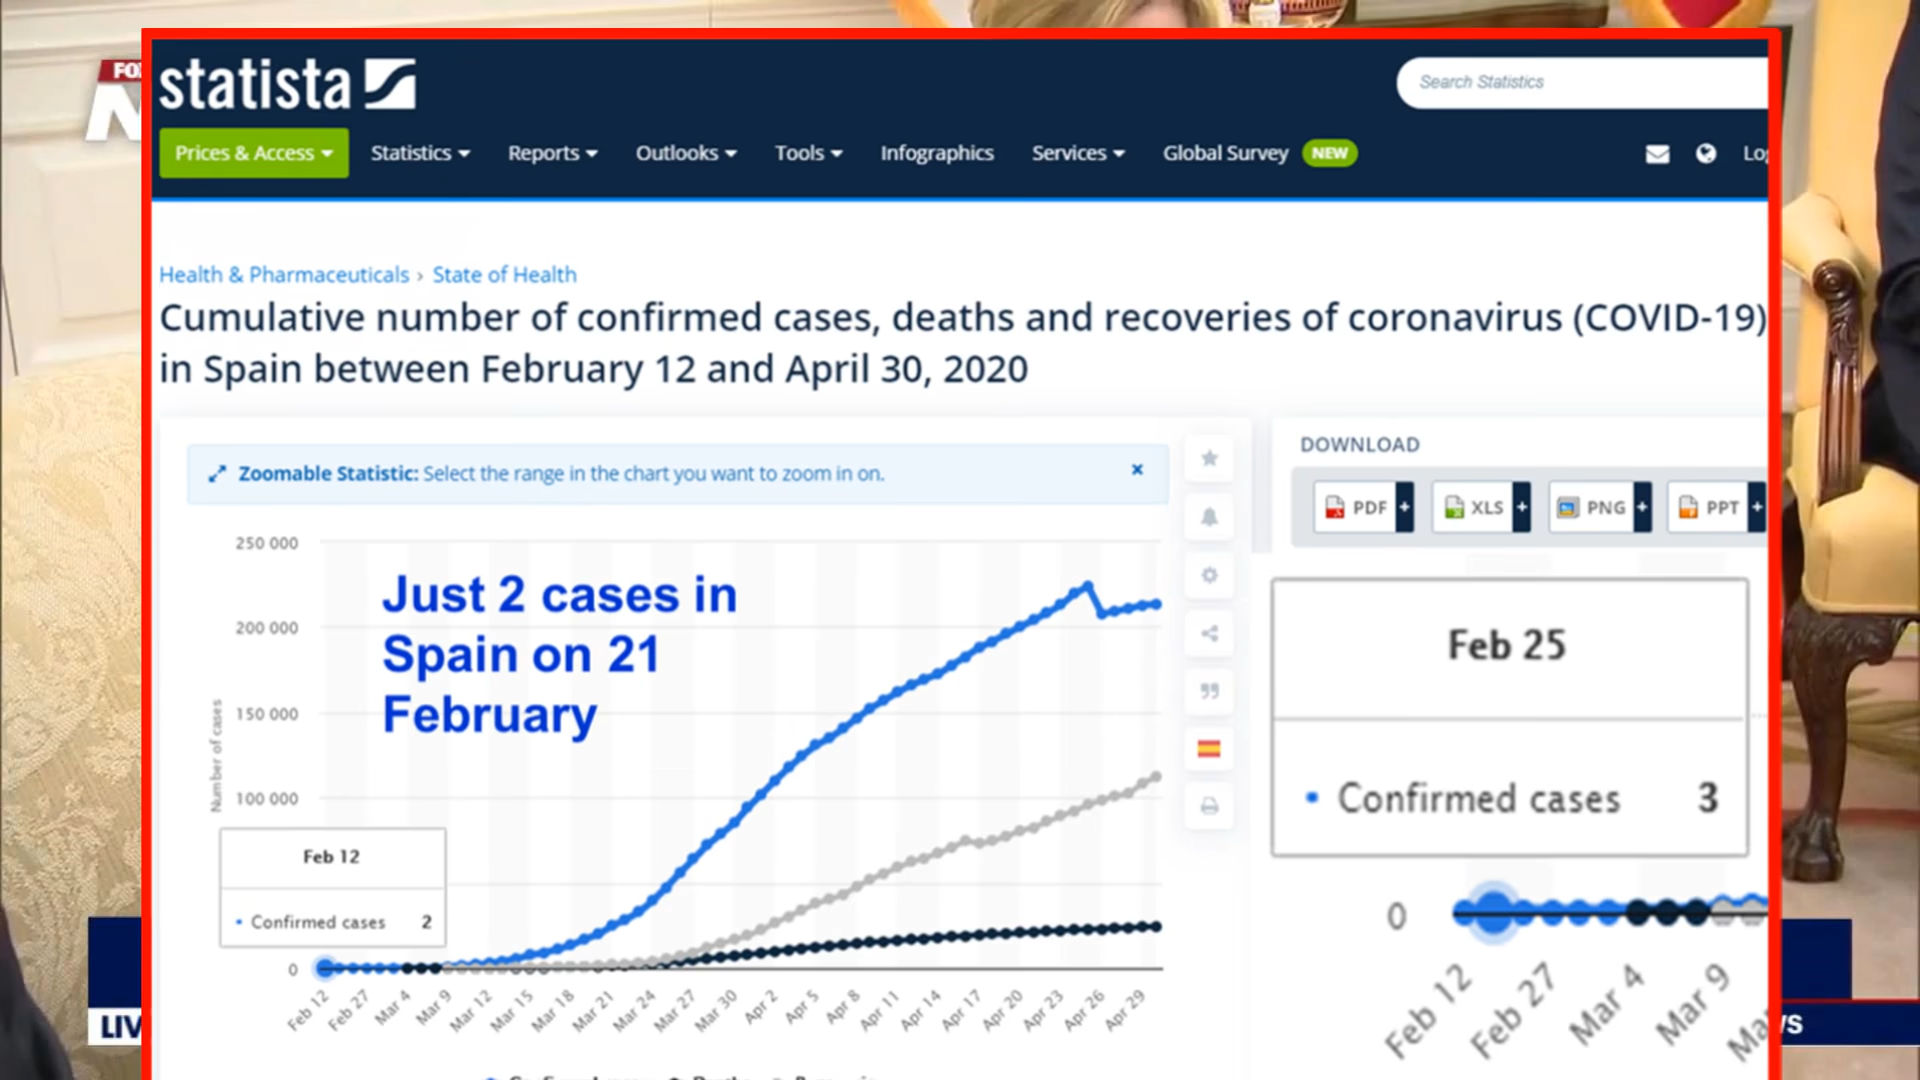 FO
N
statista
Search Statistics
Prices & Access
Statistics
Reports
Outlooks
Tools
Infographics
Services
Global Survey
NEW
Health & Pharmaceuticals › State of Health
Cumulative number of confirmed cases, deaths and recoveries of coronavirus (COVID-19)
in Spain between February 12 and April 30, 2020
Zoomable Statistic: Select the range in the chart you want to zoom in on.
×
DOWNLOAD
PDF +
XLS +
PNG +
PPT +
250 000
200 000
150 000
100 000
0
Number of cases
Just 2 cases in
Spain on 21
February
Feb 12
Confirmed cases 2
Feb 12
Feb 27
Mar 4
Mar 9
Mar 12
Mar 15
Mar 18
Mar 21
Mar 24
Mar 27
Mar 30
Apr 2
Apr 5
Apr 8
Apr 11
Apr 14
Apr 17
Apr 20
Apr 23
Apr 26
Apr 29
Feb 25
Confirmed cases 3
0
Feb 12
Feb 27
Mar 4
Mar 9
LIV